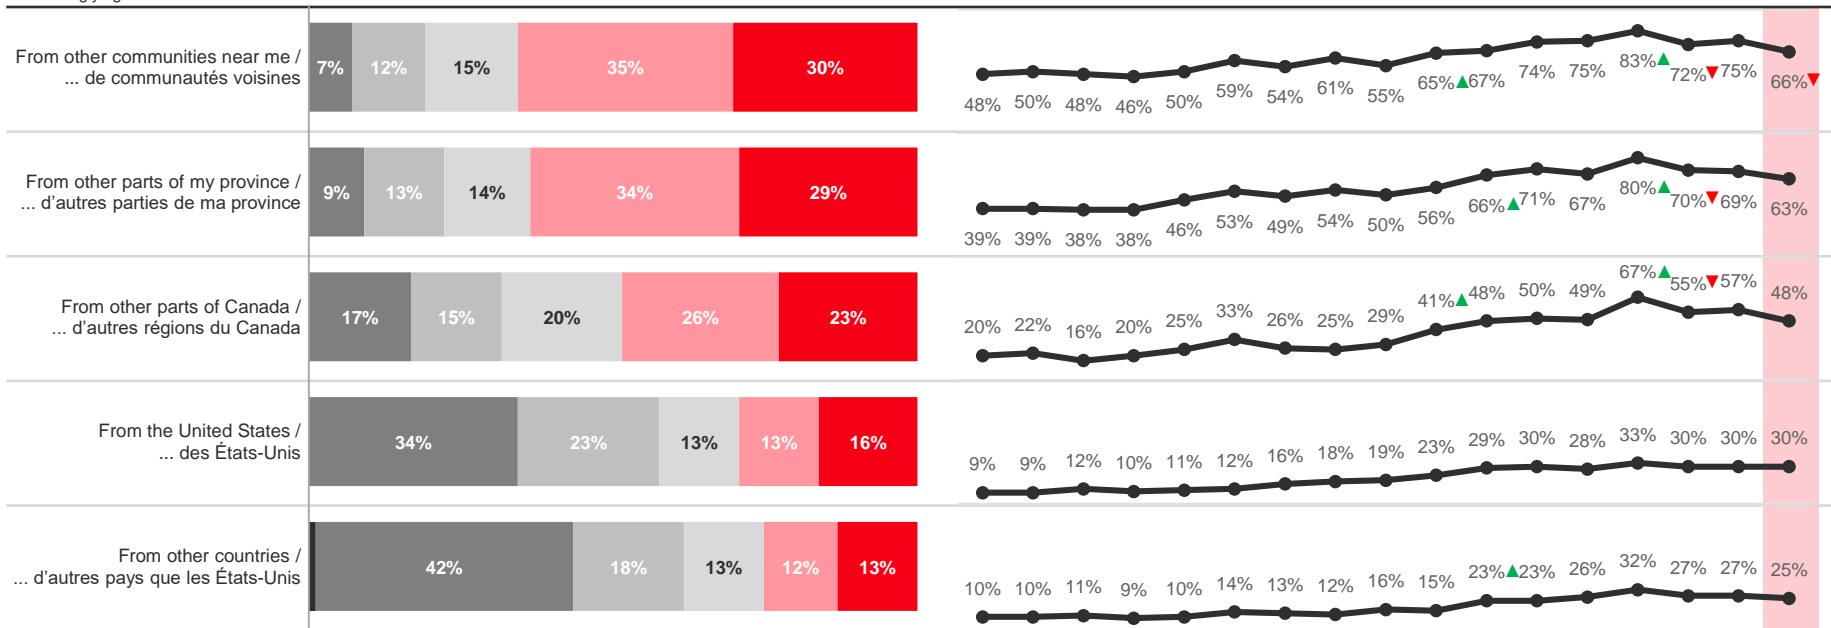 From other communities near me /
... de communautés voisines
7% 12% 15% 35% 30%
48% 50% 48% 46% 50% 59% 54% 61% 55% 65% ▲ 67% 74% 75% 83% ▲ 72% ▼ 75% 66% ▼
From other parts of my province /
... d'autres parties de ma province
9% 13% 14% 34% 29%
39% 39% 38% 38% 46% 53% 49% 54% 50% 56% 66% ▲ 71% 67% 80% ▲ 70% ▼ 69% 63%
From other parts of Canada /
... d'autres régions du Canada
17% 15% 20% 26% 23%
20% 22% 16% 20% 25% 33% 26% 25% 29% 41% ▲ 48% 50% 49% 67% ▲ 55% ▼ 57% 48%
From the United States /
... des États-Unis
34% 23% 13% 13% 16%
9% 9% 12% 10% 11% 12% 16% 18% 19% 23% 29% 30% 28% 33% 30% 30% 30%
From other countries /
... d'autres pays que les États-Unis
42% 18% 13% 12% 13%
10% 10% 11% 9% 10% 14% 13% 12% 16% 15% 23% ▲ 23% 26% 32% 27% 27% 25%